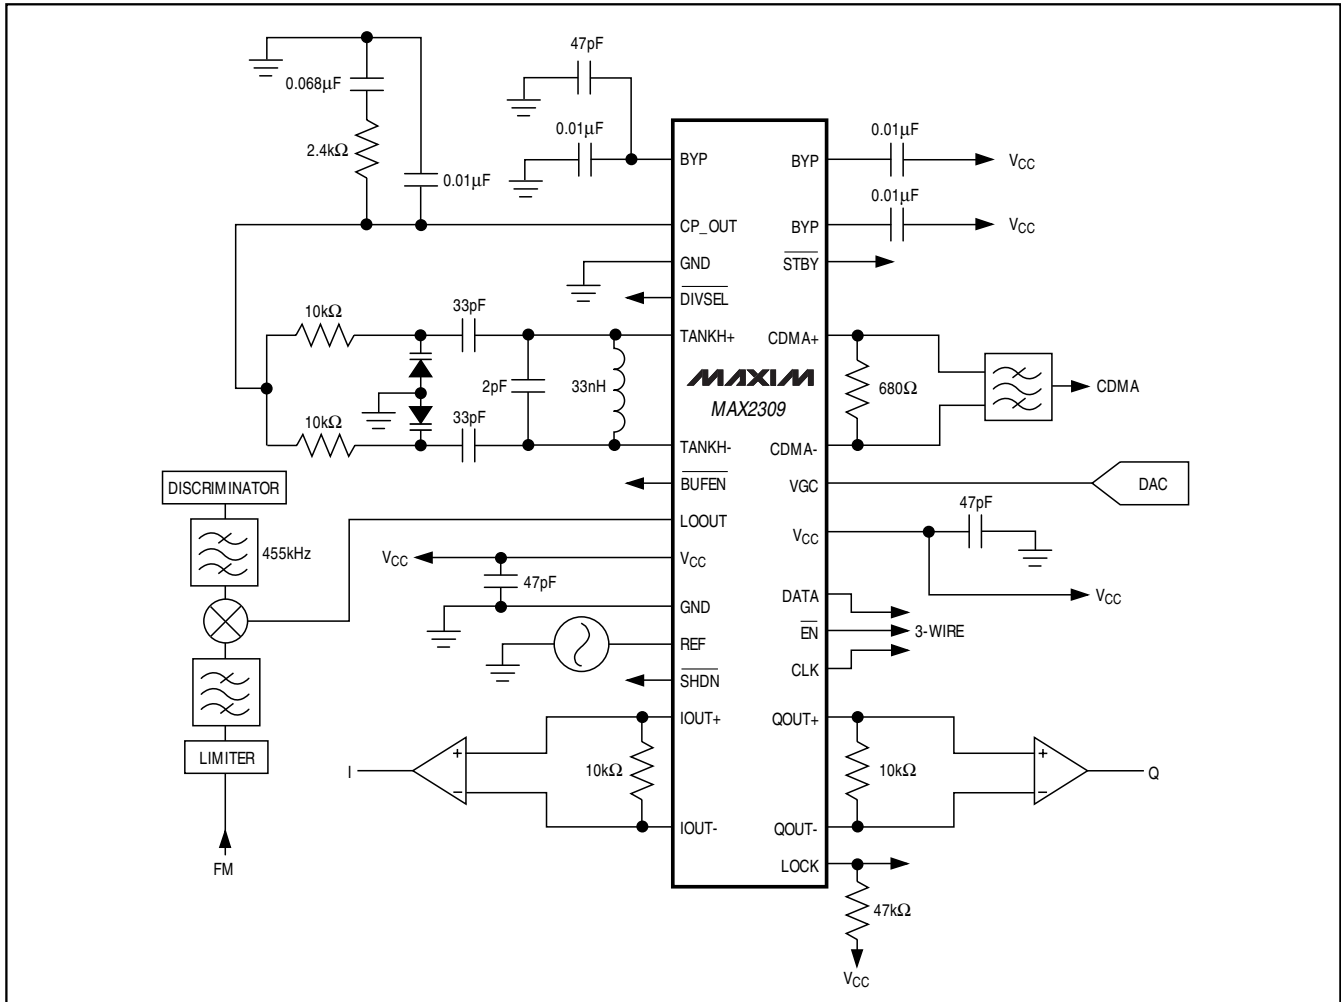 47pF
0.068µF
0.01µF
2.4kΩ
0.01µF
BYP
CP_OUT
GND
DIVSEL
10kΩ
33pF
TANKH+
2pF
33nH
10kΩ
33pF
TANKH-
BUFEN
DISCRIMINATOR
LOOUT
455kHz
VCC
VCC
47pF
GND
REF
SHDN
IOUT+
LIMITER
I
+
−
10kΩ
IOUT-
FM
MAXIM
MAX2309
0.01µF
BYP
VCC
0.01µF
BYP
VCC
STBY
CDMA+
680Ω
CDMA
CDMA-
VGC
DAC
47pF
VCC
VCC
DATA
EN
3-WIRE
CLK
QOUT+
10kΩ
+
−
Q
QOUT-
LOCK
47kΩ
VCC